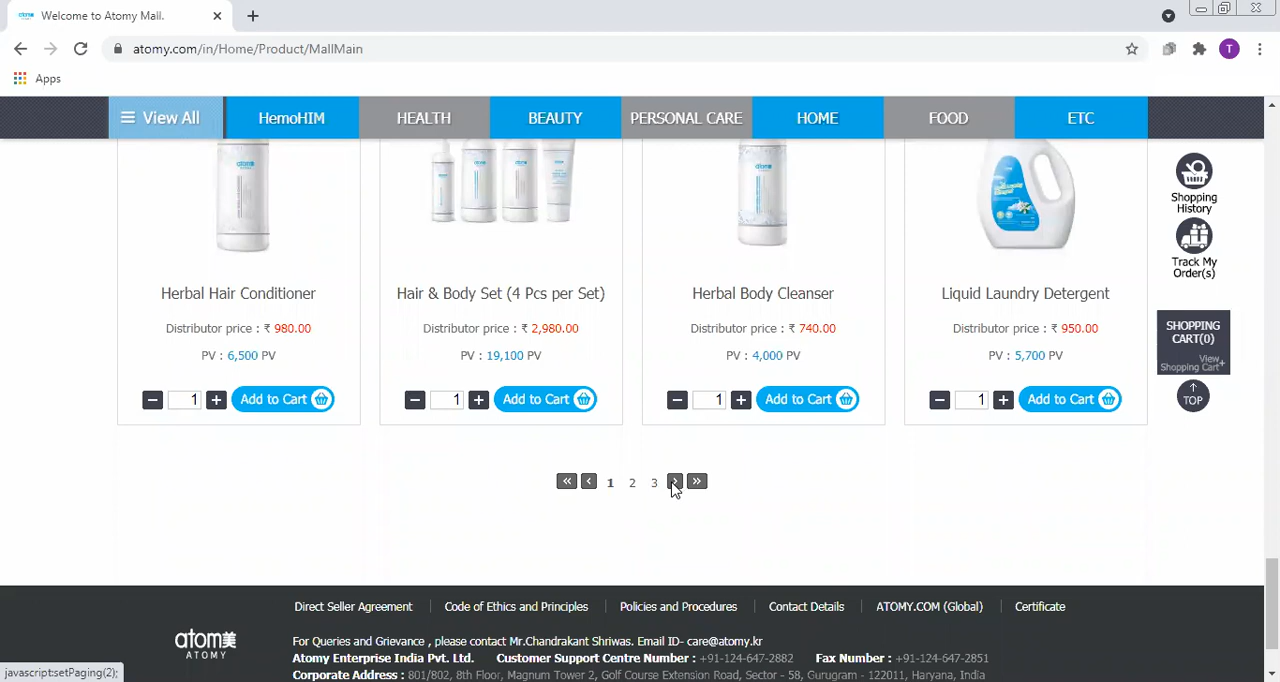 Welcome to Atomy Mall.
atomy.com/in/Home/Product/MallMain
T
Apps
View All
HemoHIM
HEALTH
BEAUTY
PERSONAL CARE
HOME
FOOD
ETC
Shopping
History
Track My
Order(s)
SHOPPING
CART(0)
View
Shopping Cart+
TOP
Herbal Hair Conditioner
Distributor price : ₹ 980.00
PV : 6,500 PV
1
Add to Cart
Hair & Body Set (4 Pcs per Set)
Distributor price : ₹ 2,980.00
PV : 19,100 PV
1
Add to Cart
Herbal Body Cleanser
Distributor price : ₹ 740.00
PV : 4,000 PV
1
Add to Cart
Liquid Laundry Detergent
Distributor price : ₹ 950.00
PV : 5,700 PV
1
Add to Cart
« ‹ 1 2 3 › »
Direct Seller Agreement | Code of Ethics and Principles | Policies and Procedures | Contact Details | ATOMY.COM (Global) | Certificate
atom美
ATOMY
For Queries and Grievance , please contact Mr.Chandrakant Shriwas. Email ID- care@atomy.kr
Atomy Enterprise India Pvt. Ltd. Customer Support Centre Number : +91-124-647-2882 Fax Number : +91-124-647-2851
Corporate Address : 801/802, 8th Floor, Magnum Tower 2, Golf Course Extension Road, Sector - 58, Gurugram - 122011, Haryana, India
javascript:setPaging(2);